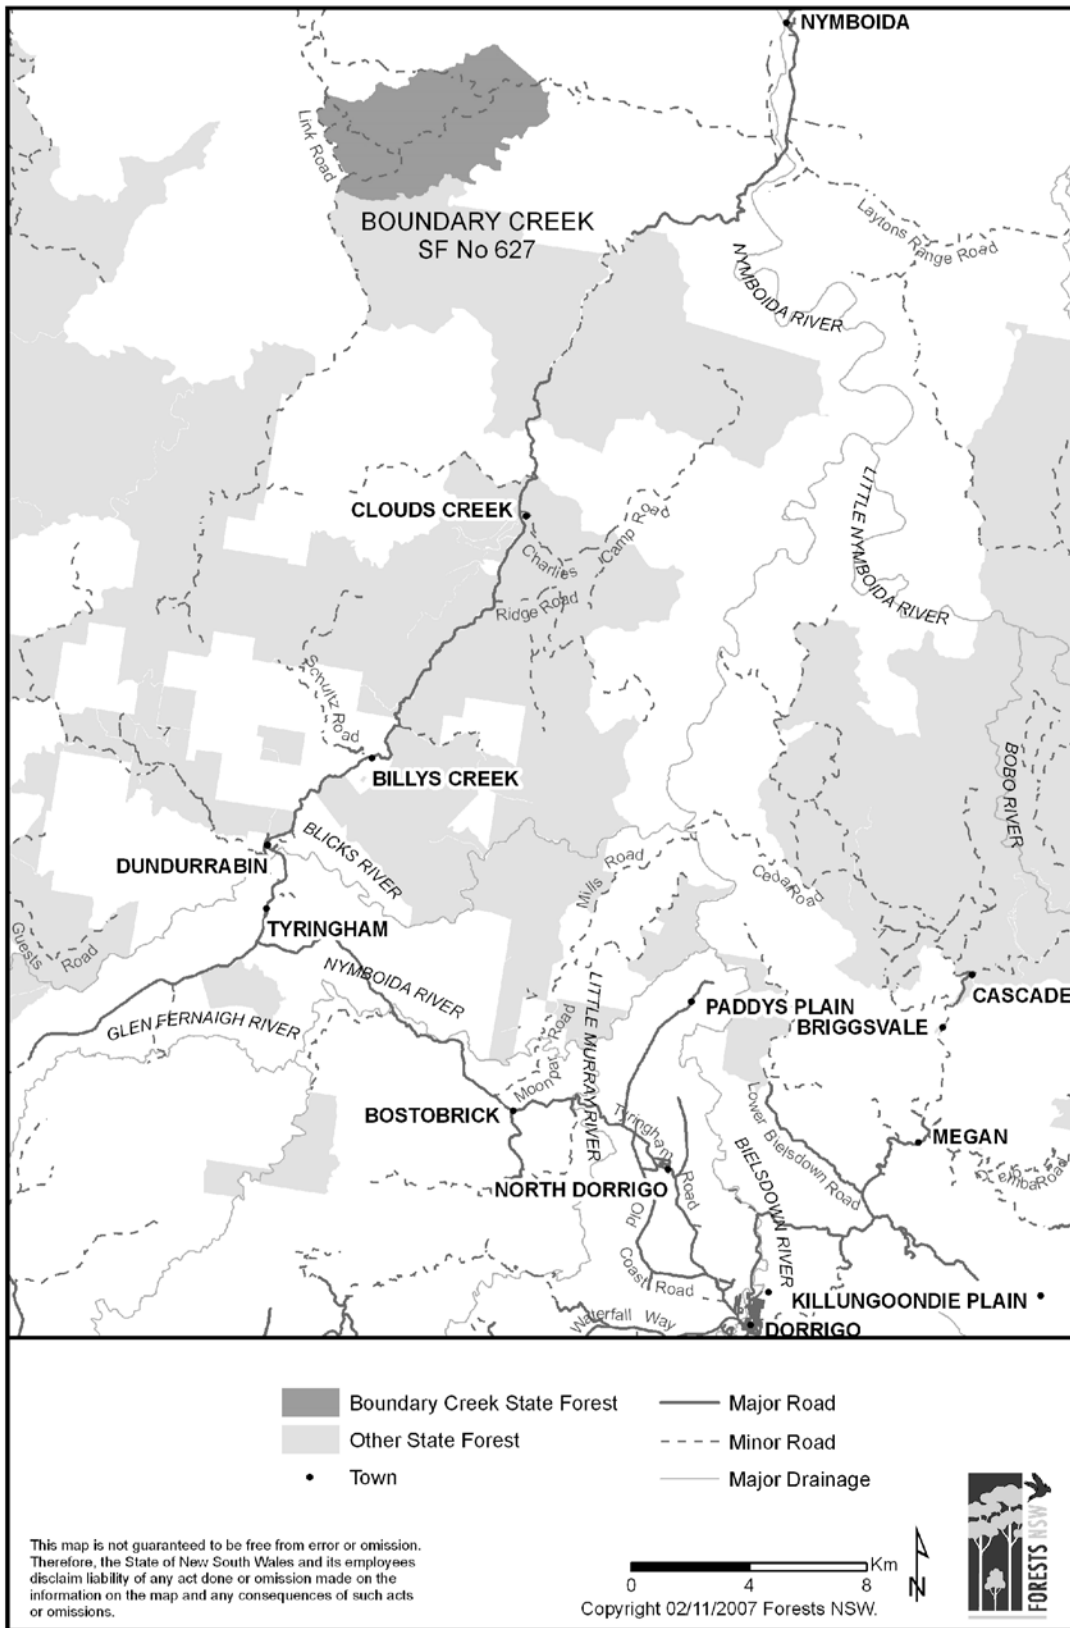 NYMBOIDA
Link Road
BOUNDARY CREEK
SF No 627
Laytons Range Road
NYMBOIDA RIVER
LITTLE NYMBOIDA RIVER
CLOUDS CREEK
Camp Road
Charlies
Ridge Road
Schultz Road
BILLYS CREEK
BOBO RIVER
BLICKS RIVER
DUNDURRABIN
Mills Road
Cedar Road
TYRINGHAM
Guests Road
NYMBOIDA RIVER
CASCADE
PADDYS PLAIN
BRIGGSVALE
GLEN FERNAIGH RIVER
LITTLE MURRAY RIVER
Moonpar Road
BOSTOBRICK
Tyringham Road
Lower Bielsdown Road
MEGAN
BIELSDOWN RIVER
Road
NORTH DORRIGO
Old Coast Road
KILLUNGOONDIE PLAIN
Waterfall Way
DORRIGO
Boundary Creek State Forest
Other State Forest
Town
Major Road
Minor Road
Major Drainage
This map is not guaranteed to be free from error or omission.
Therefore, the State of New South Wales and its employees
disclaim liability of any act done or omission made on the
information on the map and any consequences of such acts
or omissions.
Km
0 4 8
N
Copyright 02/11/2007 Forests NSW.
FORESTS NSW